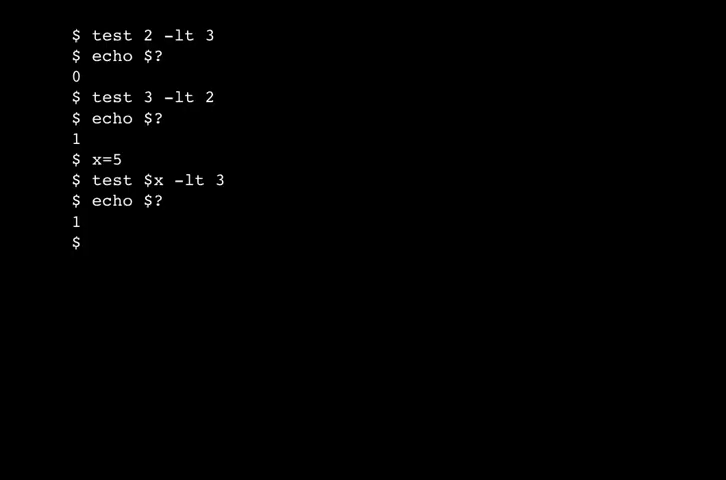 $ test 2 -lt 3
$ echo $?
0
$ test 3 -lt 2
$ echo $?
1
$ x=5
$ test $x -lt 3
$ echo $?
1
$